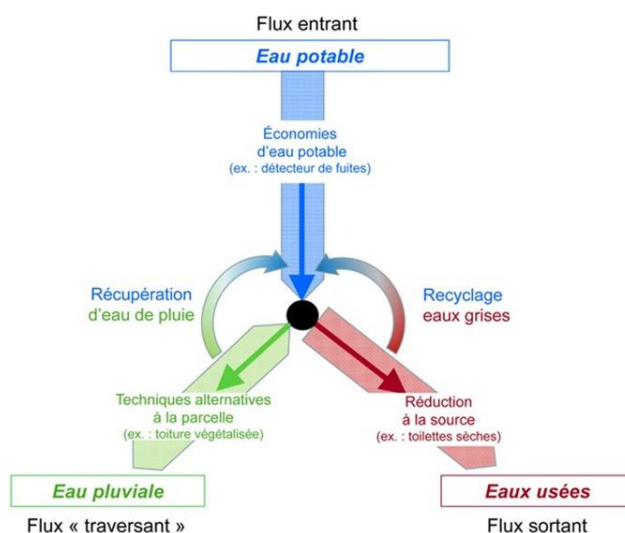 Flux entrant
Eau potable
Économies
d'eau potable
(ex. : détecteur de fuites)
Récupération
d'eau de pluie
Recyclage
eaux grises
Techniques alternatives
à la parcelle
(ex. : toiture végétalisée)
Réduction
à la source
(ex. : toilettes sèches)
Eau pluviale
Eaux usées
Flux « traversant »
Flux sortant